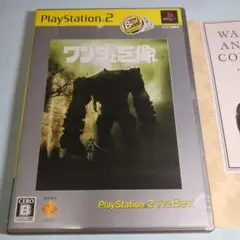 PlayStation 2
the Best
ワンダと巨像
PlayStation 2 the Best
CERO
B
SONY
WA
AN
CO